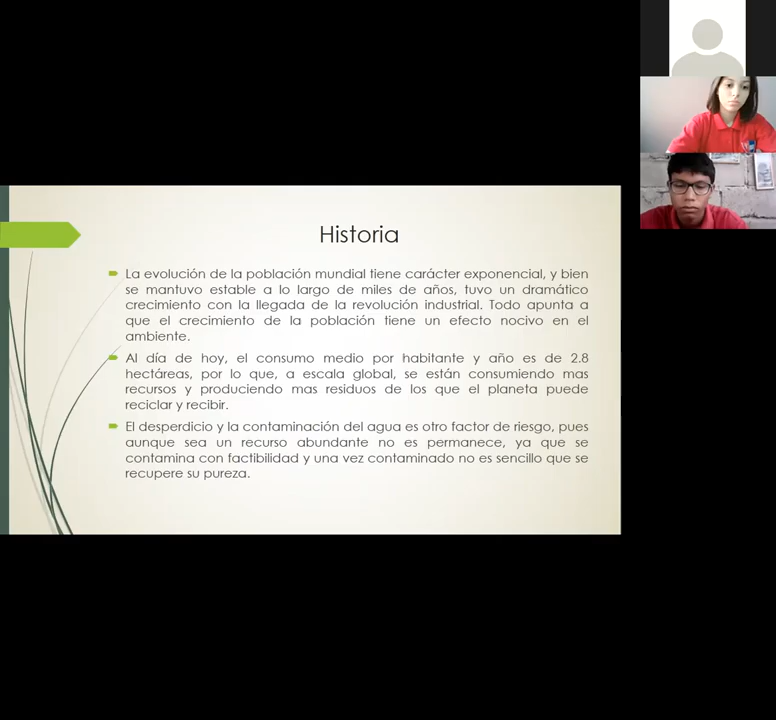 Historia
La evolución de la población mundial tiene carácter exponencial, y bien
se mantuvo estable a lo largo de miles de años, tuvo un dramático
crecimiento con la llegada de la revolución industrial. Todo apunta a
que el crecimiento de la población tiene un efecto nocivo en el
ambiente.
Al día de hoy, el consumo medio por habitante y año es de 2.8
hectáreas, por lo que, a escala global, se están consumiendo mas
recursos y produciendo mas residuos de los que el planeta puede
reciclar y recibir.
El desperdicio y la contaminación del agua es otro factor de riesgo, pues
aunque sea un recurso abundante no es permanece, ya que se
contamina con factibilidad y una vez contaminado no es sencillo que se
recupere su pureza.